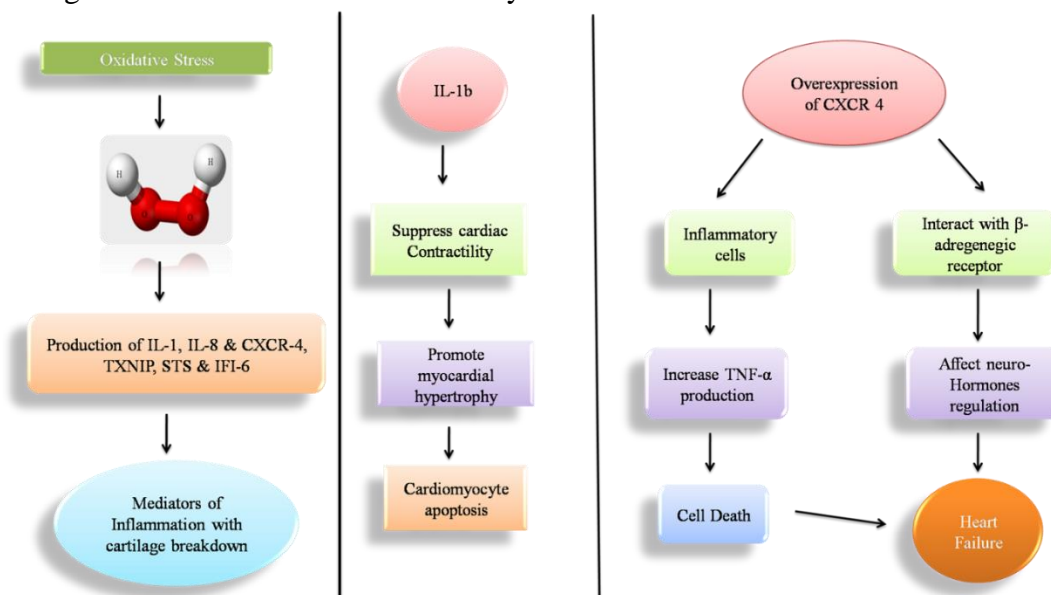 Oxidative Stress
H
H
Production of IL-1, IL-8 & CXCR-4,
TXNIP, STS & IFI-6
Mediators of
Inflammation with
cartilage breakdown
IL-1b
Suppress cardiac
Contractility
Promote
myocardial
hypertrophy
Cardiomyocyte
apoptosis
Overexpression
of CXCR 4
Inflammatory
cells
Increase TNF-α
production
Cell Death
Interact with β-
adregenegic
receptor
Affect neuro-
Hormones
regulation
Heart
Failure